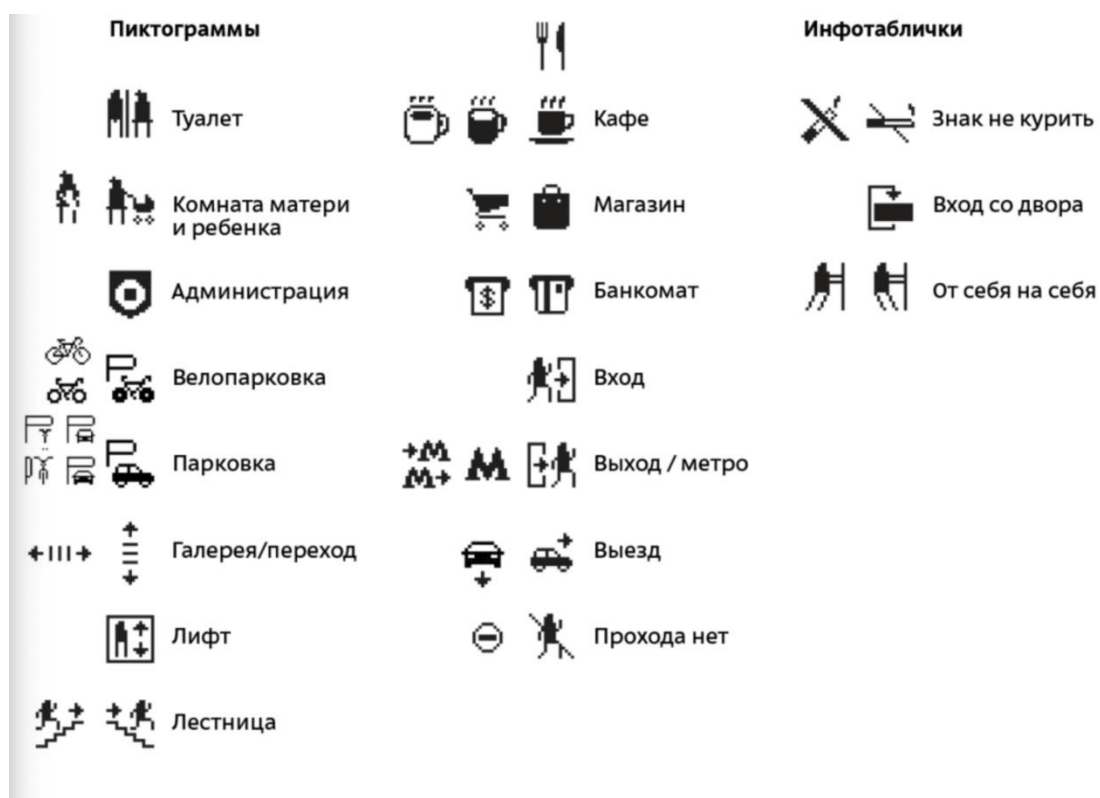 Пиктограммы
Туалет
Комната матери
и ребенка
Администрация
Велопарковка
Парковка
Галерея/переход
Лифт
Лестница
Кафе
Магазин
$
Банкомат
Вход
М
М
М
Выход / метро
Выезд
Прохода нет
Инфотаблички
Знак не курить
Вход со двора
От себя на себя